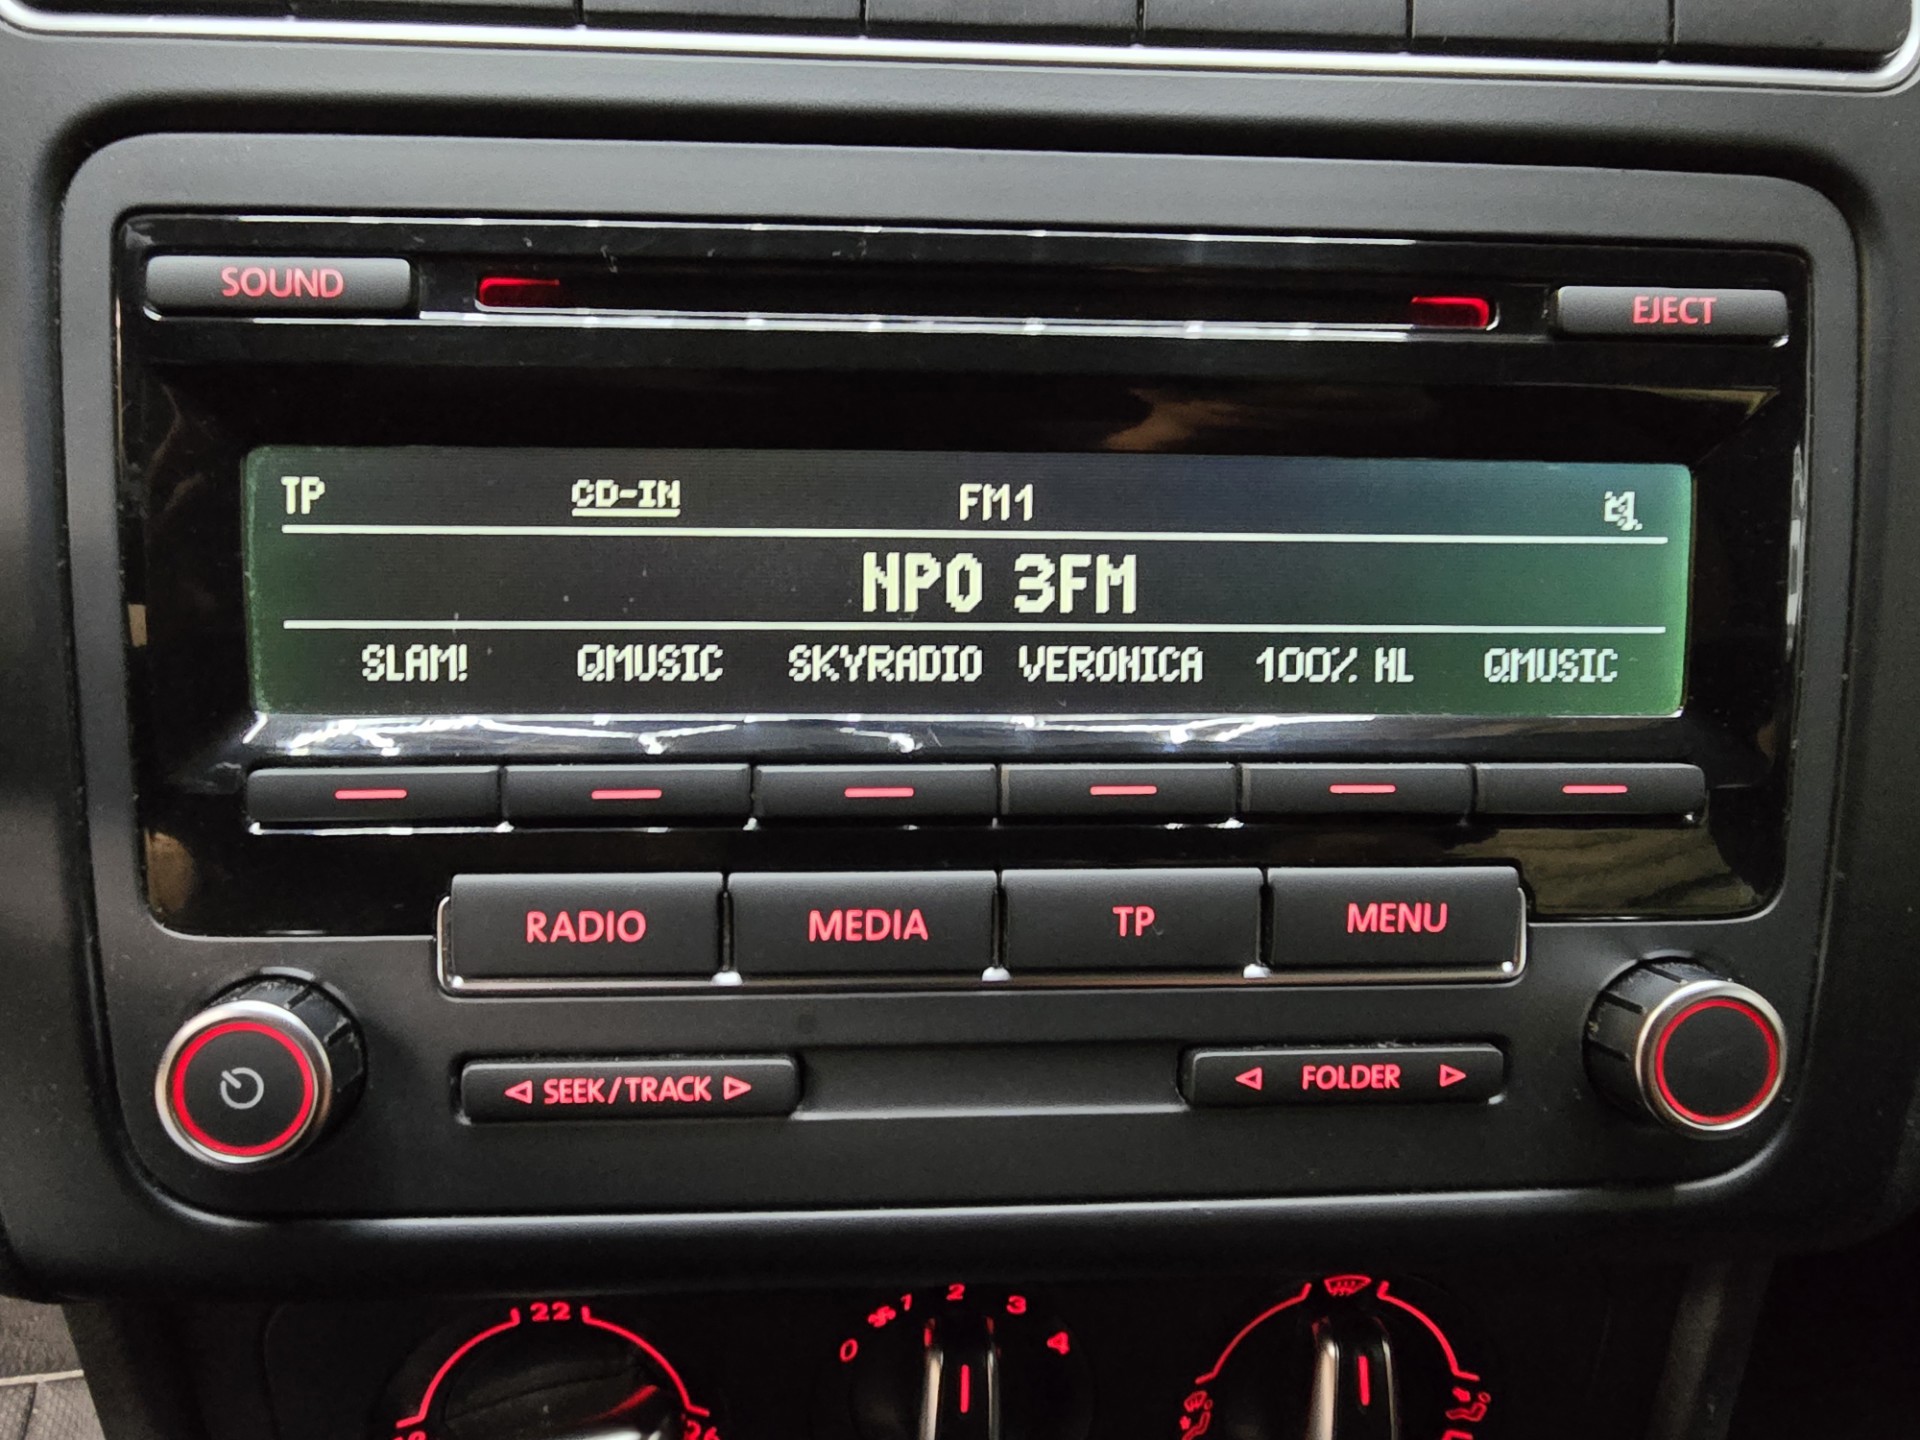 SOUND EJECT
TP CD-IN FM1
NPO 3FM
SLAM! QMUSIC SKYRADIO VERONICA 100% NL QMUSIC
RADIO MEDIA TP MENU
SEEK/TRACK FOLDER
22 0 1 2 3 4